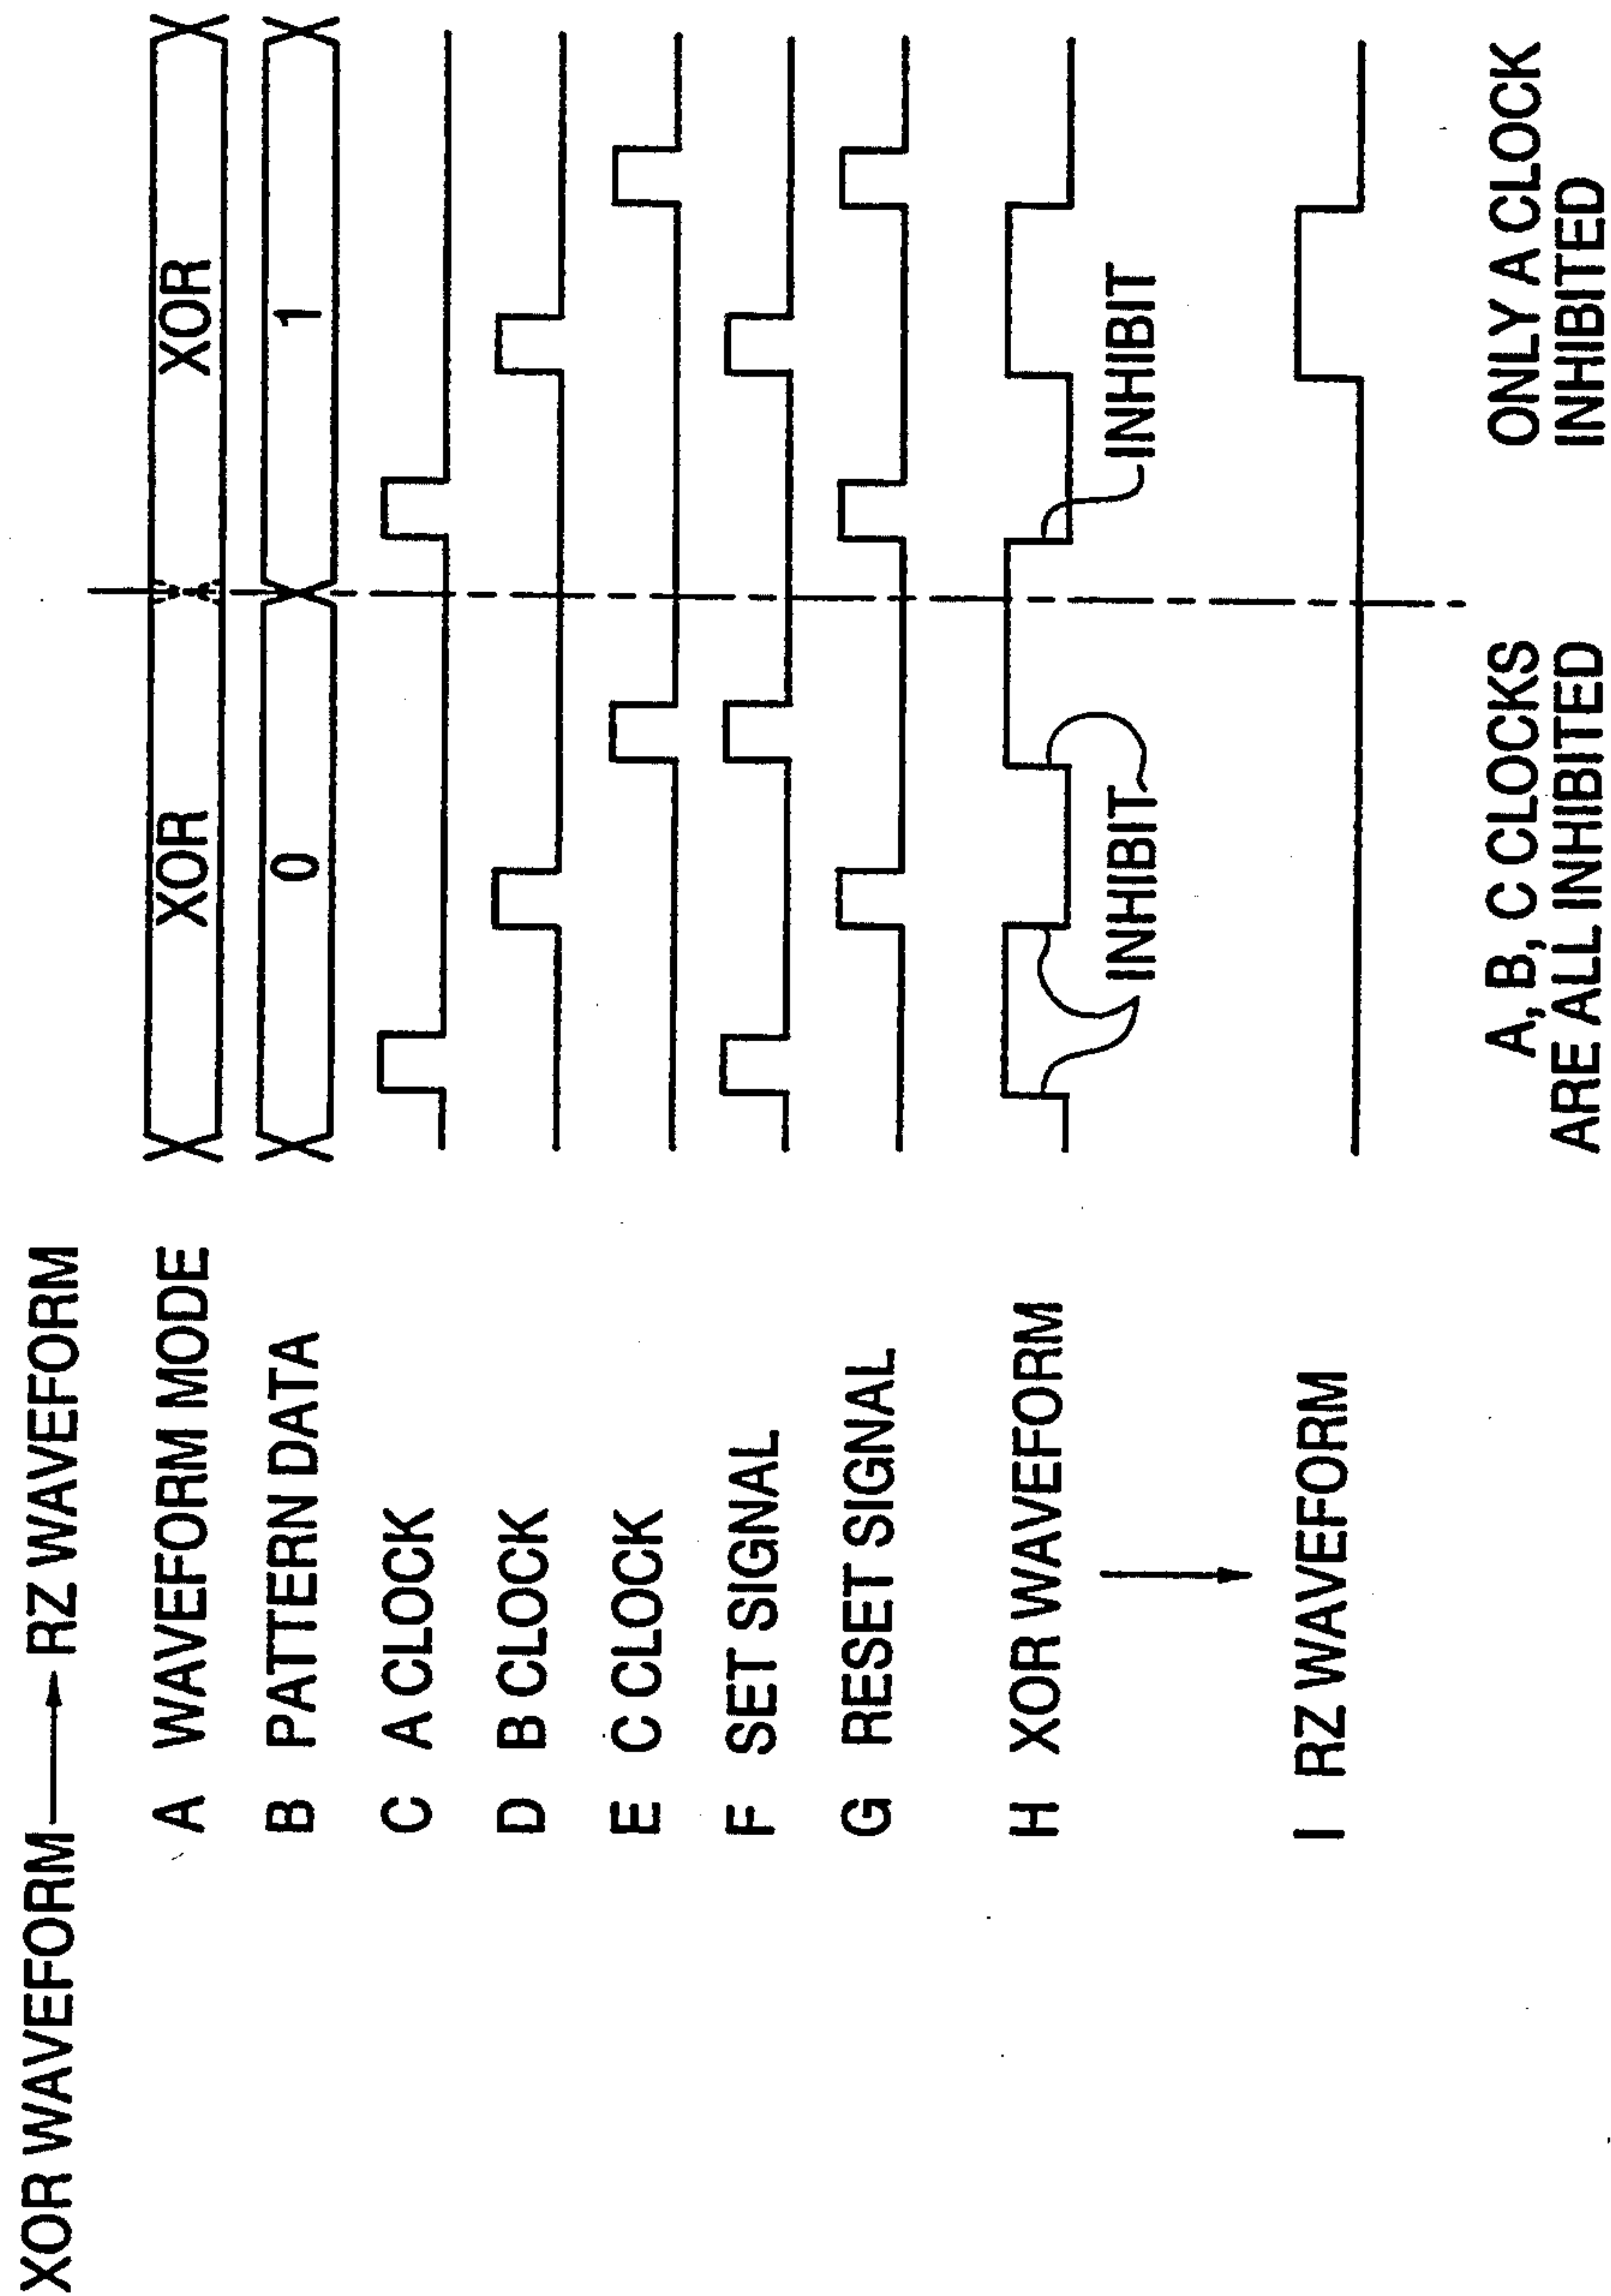 XOR WAVEFORM → RZ WAVEFORM
A WAVEFORM MODE XOR XOR
B PATTERN DATA 0 1
C A CLOCK
D B CLOCK
E C CLOCK
F SET SIGNAL
G RESET SIGNAL
H XOR WAVEFORM
INHIBIT INHIBIT
I RZ WAVEFORM
A, B, C CLOCKS
ARE ALL INHIBITED
ONLY A CLOCK
INHIBITED